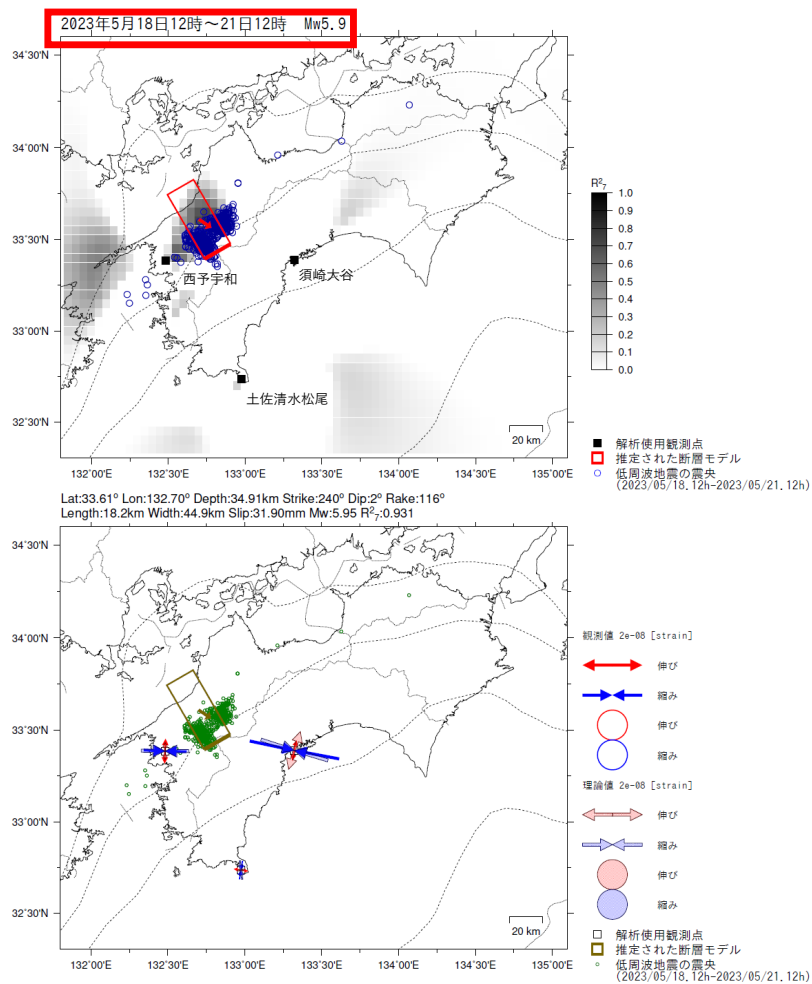 2023年5月18日12時～21日12時 Mw5.9
34°30'N
34°00'N
33°30'N
33°00'N
32°30'N
西予宇和
須崎大谷
土佐清水松尾
20 km
132°00'E
132°30'E
133°00'E
133°30'E
134°00'E
134°30'E
135°00'E
R²₇
1.0
0.9
0.8
0.7
0.6
0.5
0.4
0.3
0.2
0.1
0.0
解析使用観測点
推定された断層モデル
低周波地震の震央
(2023/05/18.12h-2023/05/21.12h)
Lat:33.61° Lon:132.70° Depth:34.91km Strike:240° Dip:2° Rake:116°
Length:18.2km Width:44.9km Slip:31.90mm Mw:5.95 R²₇:0.931
34°30'N
34°00'N
33°30'N
33°00'N
32°30'N
20 km
132°00'E
132°30'E
133°00'E
133°30'E
134°00'E
134°30'E
135°00'E
観測値 2e-08 [strain]
伸び
縮み
伸び
縮み
理論値 2e-08 [strain]
伸び
縮み
伸び
縮み
解析使用観測点
推定された断層モデル
低周波地震の震央
(2023/05/18.12h-2023/05/21.12h)